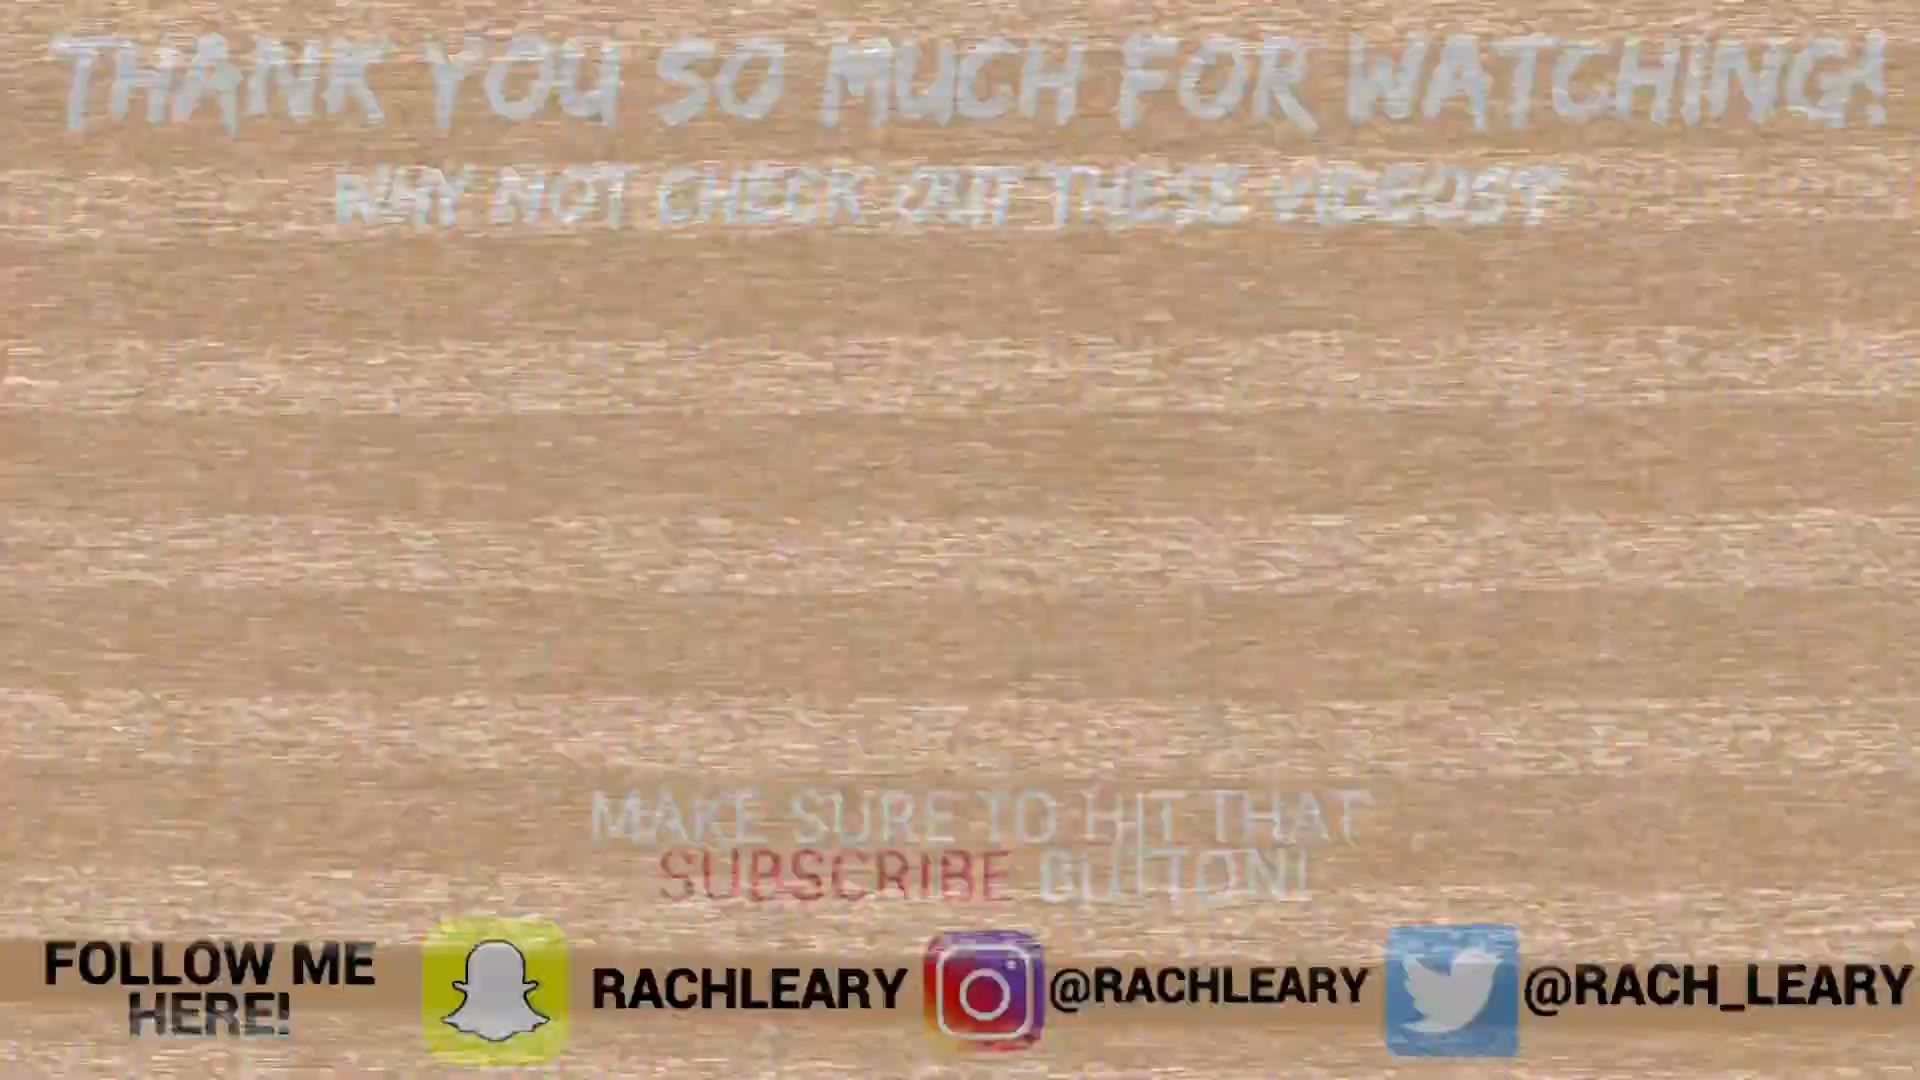 THANK YOU SO MUCH FOR WATCHING!
WHY NOT CHECK OUT THESE VIDEOS?
MAKE SURE TO HIT THAT
SUBSCRIBE BUTTON!
FOLLOW ME
HERE!
RACHLEARY
@RACHLEARY
@RACH_LEARY